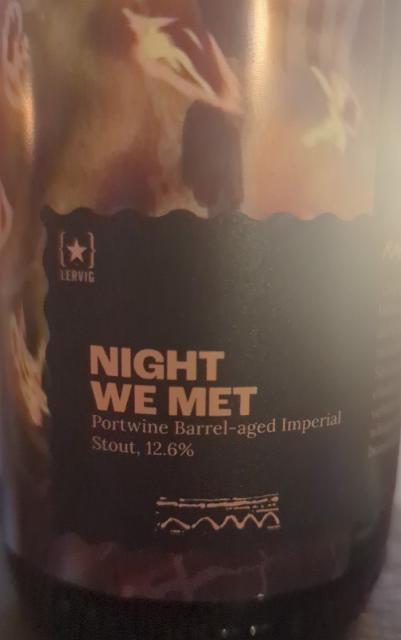 LERVIG
NIGHT
WE MET
Portwine Barrel-aged Imperial
Stout, 12.6%